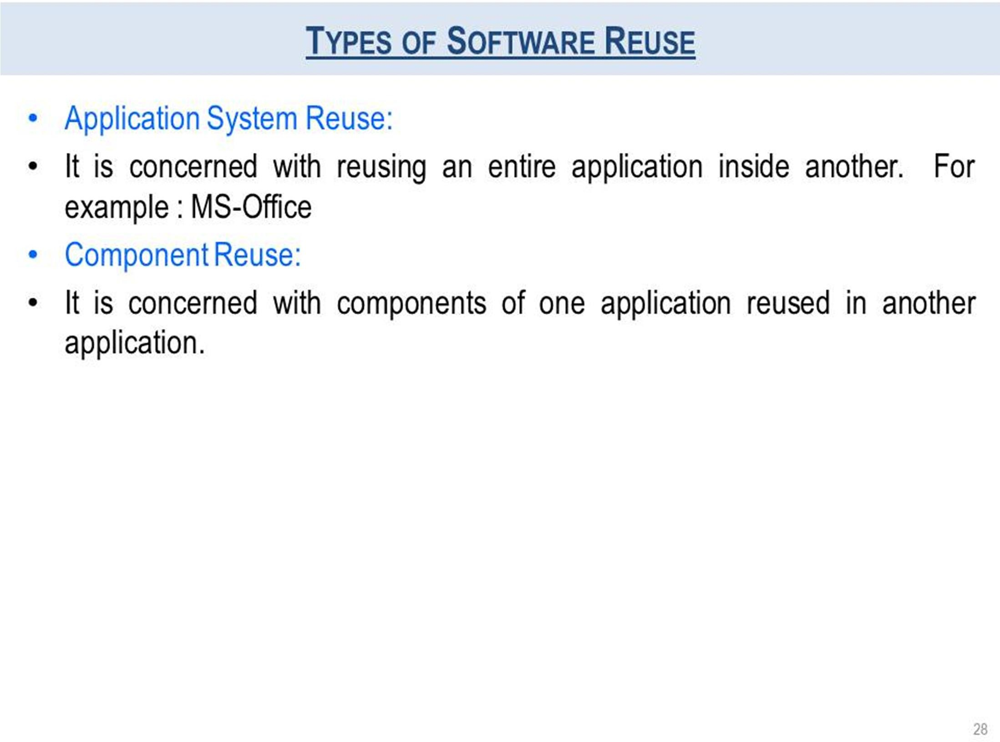 TYPES OF SOFTWARE REUSE
• Application System Reuse:
• It is concerned with reusing an entire application inside another. For
example : MS-Office
• Component Reuse:
• It is concerned with components of one application reused in another
application.
28